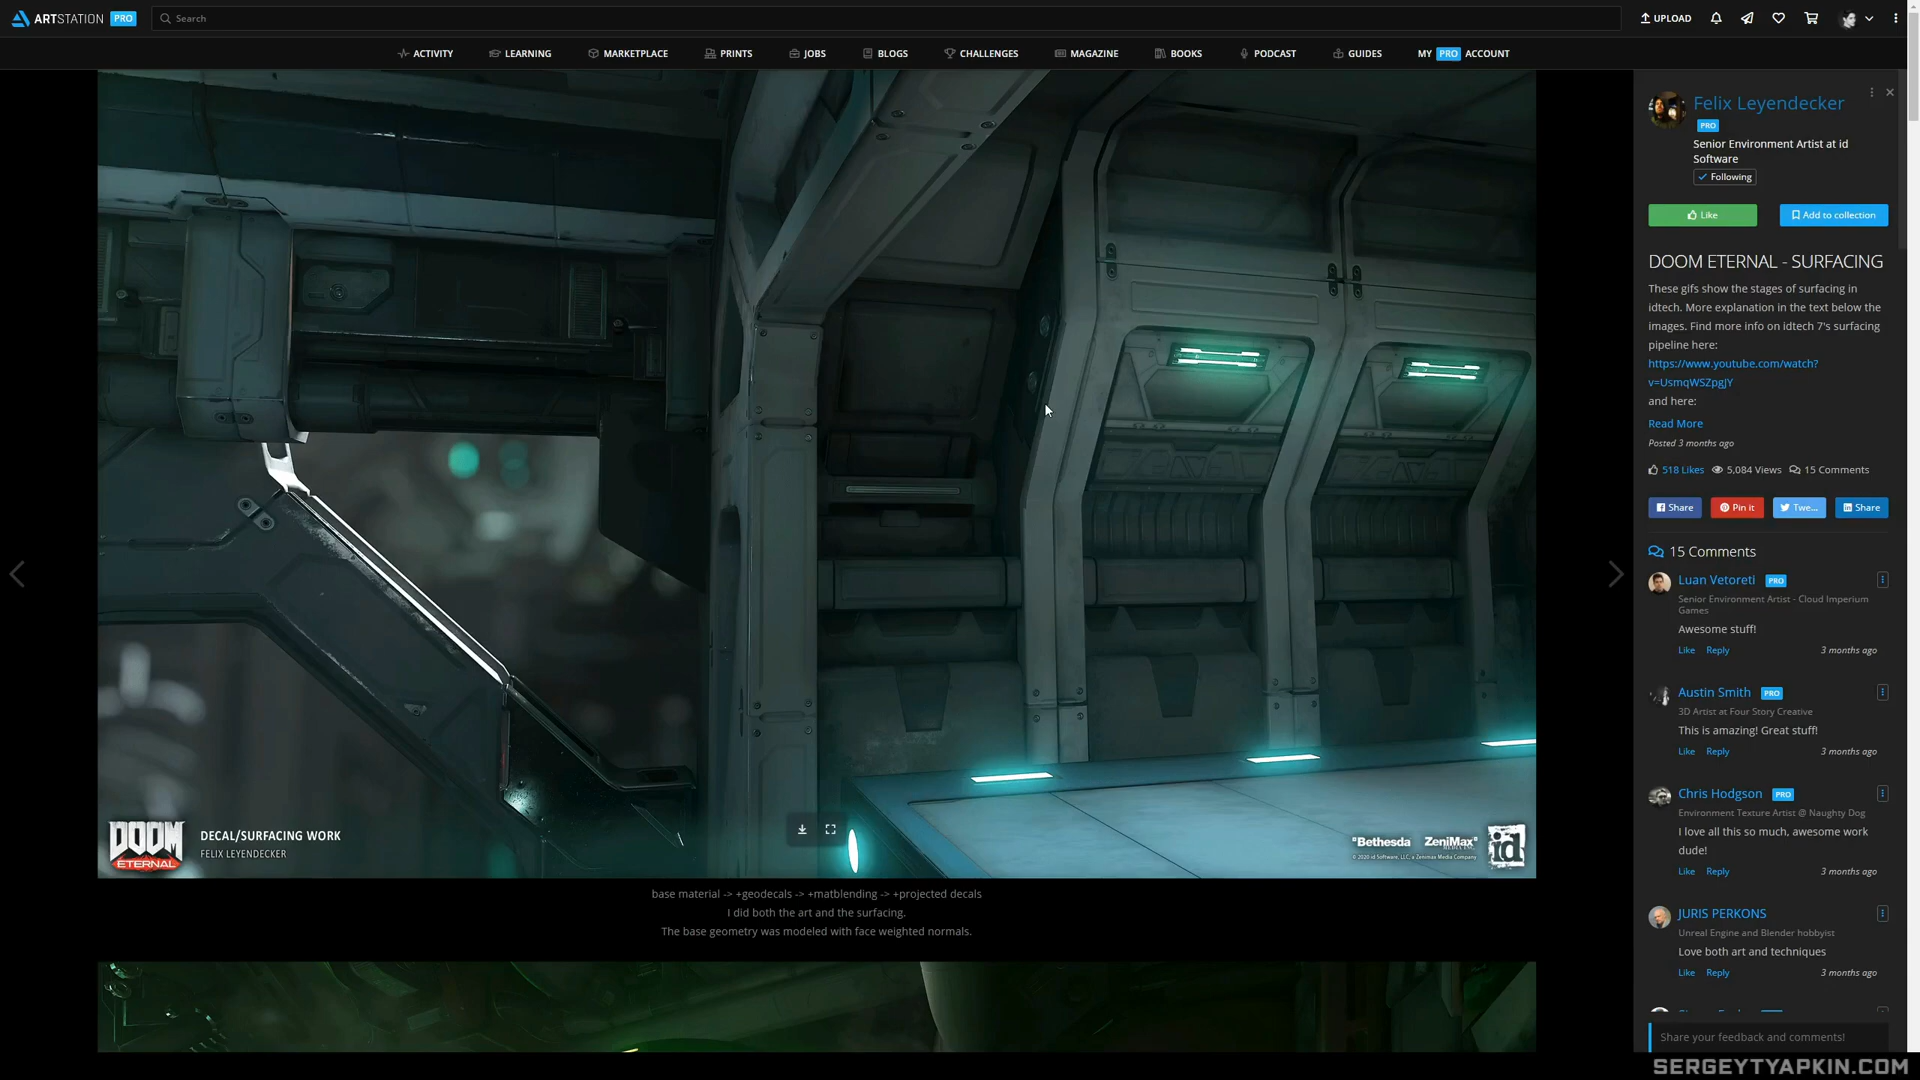 ARTSTATION PRO
Search
UPLOAD
ACTIVITY
LEARNING
MARKETPLACE
PRINTS
JOBS
BLOGS
CHALLENGES
MAGAZINE
BOOKS
PODCAST
GUIDES
MY PRO ACCOUNT
DOOM
ETERNAL
DECAL/SURFACING WORK
FELIX LEYENDECKER
Bethesda
ZeniMax
id
© 2020 id Software, LLC, a ZeniMax Media Company
base material -> +geodecals -> +matblending -> +projected decals
I did both the art and the surfacing.
The base geometry was modeled with face weighted normals.
Felix Leyendecker
PRO
Senior Environment Artist at id
Software
Following
Like
Add to collection
DOOM ETERNAL - SURFACING
These gifs show the stages of surfacing in
idtech. More explanation in the text below the
images. Find more info on idtech 7's surfacing
pipeline here:
https://www.youtube.com/watch?
v=UsmqWSZpgJY
and here:
Read More
Posted 3 months ago
518 Likes 5,084 Views 15 Comments
Share
Pin it
Twe...
Share
15 Comments
Luan Vetoreti PRO
Senior Environment Artist - Cloud Imperium
Games
Awesome stuff!
Like Reply 3 months ago
Austin Smith PRO
3D Artist at Four Story Creative
This is amazing! Great stuff!
Like Reply 3 months ago
Chris Hodgson PRO
Environment Texture Artist @ Naughty Dog
I love all this so much, awesome work
dude!
Like Reply 3 months ago
JURIS PERKONS
Unreal Engine and Blender hobbyist
Love both art and techniques
Like Reply 3 months ago
Share your feedback and comments!
SERGEYTYAPKIN.COM